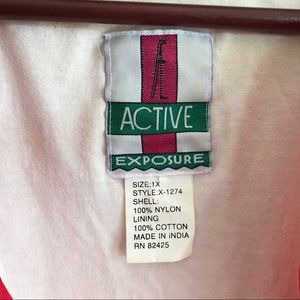 ACTIVE
EXPOSURE
SIZE:1X
STYLE:X-1274
SHELL:
100% NYLON
LINING
100% COTTON
MADE IN INDIA
RN 82425